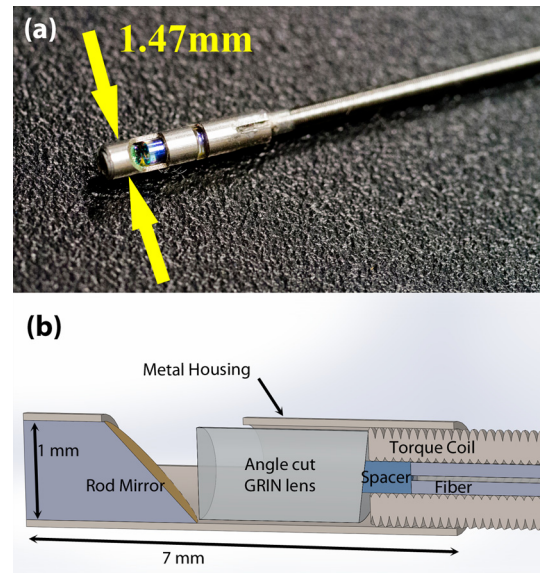 (a)
1.47mm
(b)
Metal Housing
1 mm
Rod Mirror
Angle cut
GRIN lens
Torque Coil
Spacer
Fiber
7 mm